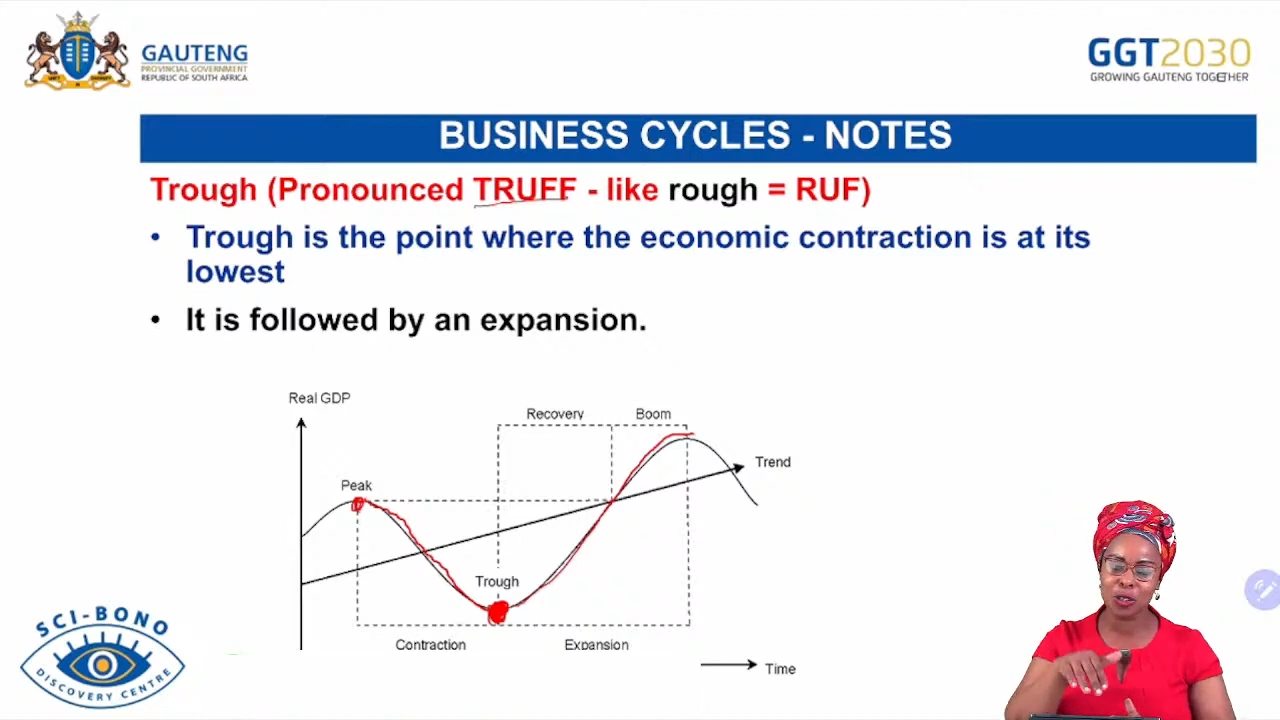 GAUTENG
PROVINCIAL GOVERNMENT
REPUBLIC OF SOUTH AFRICA
GGT2030
GROWING GAUTENG TOGETHER
BUSINESS CYCLES - NOTES
Trough (Pronounced TRUFF - like rough = RUF)
• Trough is the point where the economic contraction is at its
lowest
• It is followed by an expansion.
Real GDP
Recovery Boom
Trend
Peak
Trough
Contraction Expansion
Time
SCI-BONO
DISCOVERY CENTRE